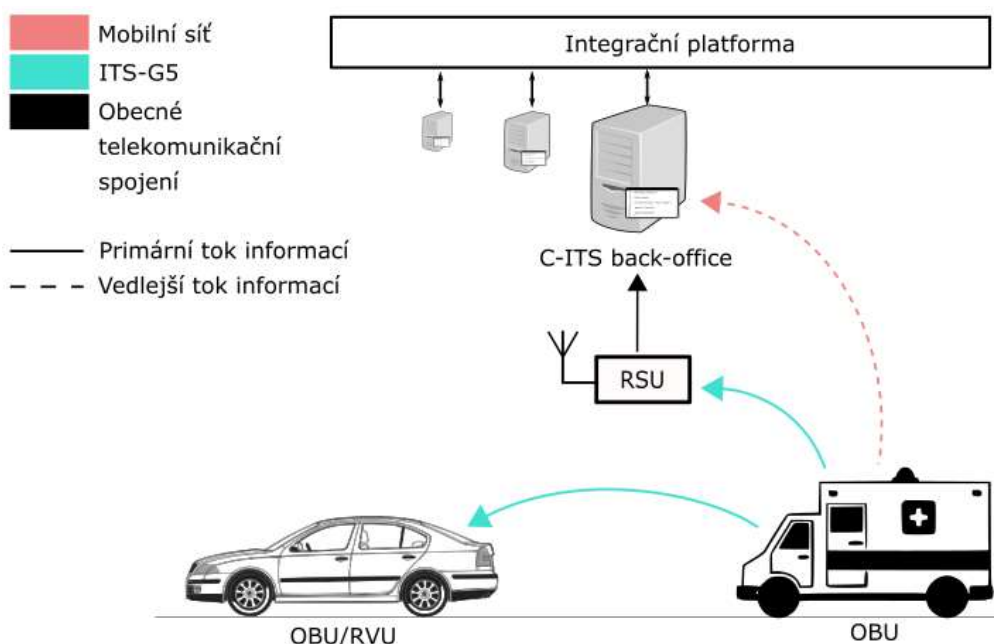 Mobilní síť
ITS-G5
Obecné
telekomunikační
spojení
Primární tok informací
Vedlejší tok informací
Integrační platforma
C-ITS back-office
RSU
OBU/RVU
OBU